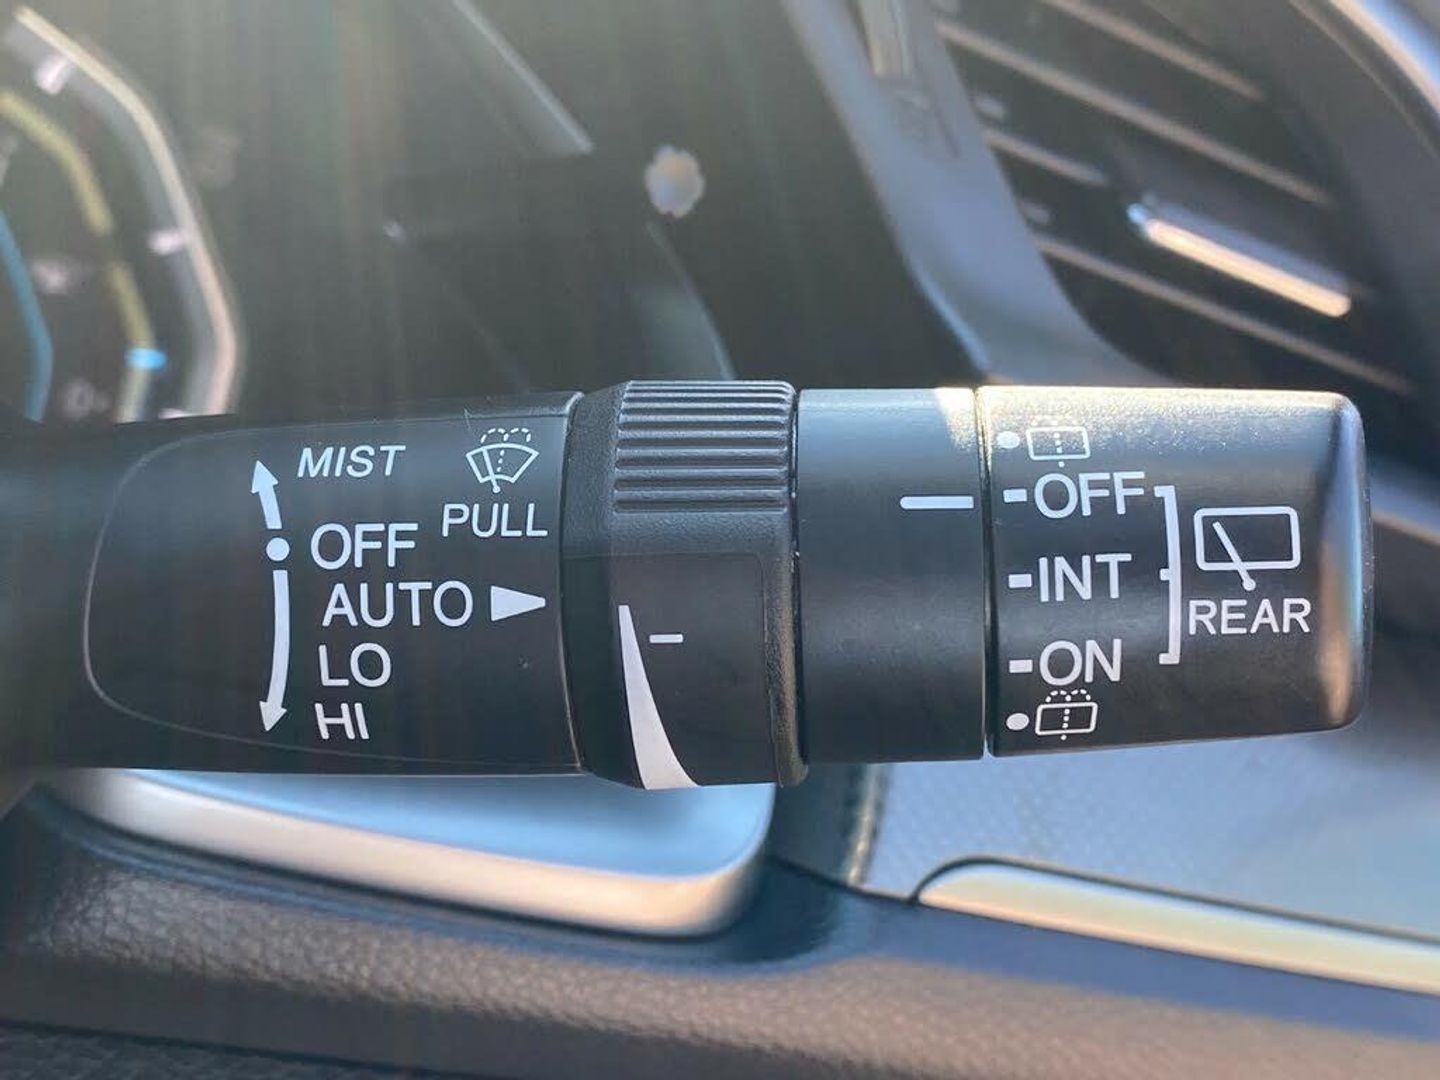 MIST
PULL
OFF
AUTO
LO
HI
OFF
INT
ON
REAR